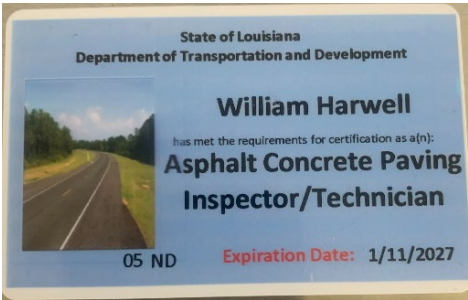 State of Louisiana
Department of Transportation and Development
William Harwell
has met the requirements for certification as a(n):
Asphalt Concrete Paving
Inspector/Technician
05 ND
Expiration Date: 1/11/2027